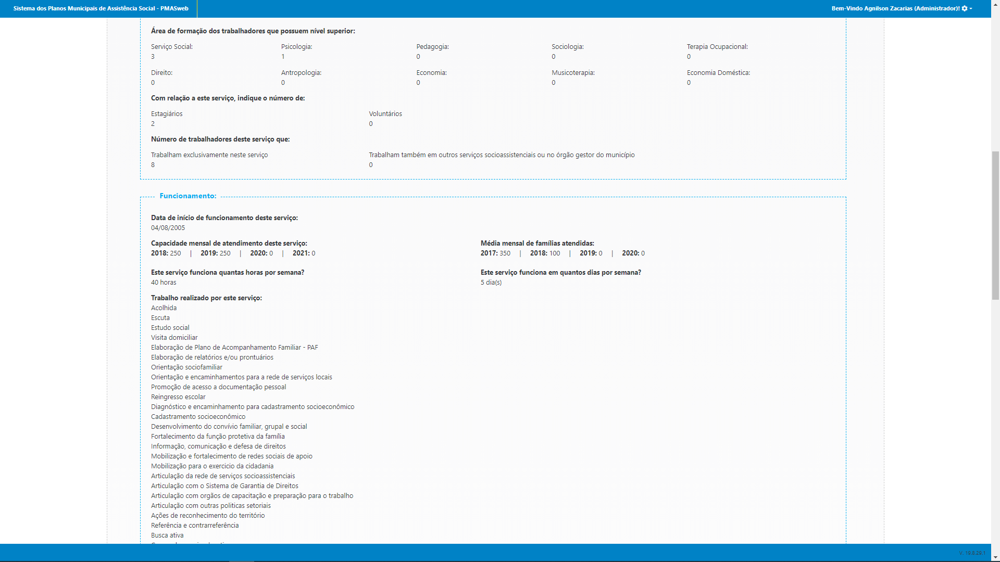 Sistema dos Planos Municipais de Assistência Social - PMASweb
Bem-Vindo Agnilson Zacarias (Administrador)!
Área de formação dos trabalhadores que possuem nível superior:
Serviço Social: Psicologia: Pedagogia: Sociologia: Terapia Ocupacional:
3 1 0 0 0
Direito: Antropologia: Economia: Musicoterapia: Economia Doméstica:
0 0 0 0 0
Com relação a este serviço, indique o número de:
Estagiários Voluntários
2 0
Número de trabalhadores deste serviço que:
Trabalham exclusivamente neste serviço Trabalham também em outros serviços socioassistenciais ou no órgão gestor do município
8 0
Funcionamento:
Data de início de funcionamento deste serviço:
04/08/2005
Capacidade mensal de atendimento deste serviço: Média mensal de famílias atendidas:
2018: 250 | 2019: 250 | 2020: 0 | 2021: 0 2017: 350 | 2018: 100 | 2019: 0 | 2020: 0
Este serviço funciona quantas horas por semana? Este serviço funciona em quantos dias por semana?
40 horas 5 dia(s)
Trabalho realizado por este serviço:
Acolhida
Escuta
Estudo social
Visita domiciliar
Elaboração de Plano de Acompanhamento Familiar - PAF
Elaboração de relatórios e/ou prontuários
Orientação sociofamiliar
Orientação e encaminhamentos para a rede de serviços locais
Promoção de acesso a documentação pessoal
Reingresso escolar
Diagnóstico e encaminhamento para cadastramento socioeconômico
Cadastramento socioeconômico
Desenvolvimento do convívio familiar, grupal e social
Fortalecimento da função protetiva da família
Informação, comunicação e defesa de direitos
Mobilização e fortalecimento de redes sociais de apoio
Mobilização para o exercicio da cidadania
Articulação da rede de serviços socioassistenciais
Articulação com o Sistema de Garantia de Direitos
Articulação com orgãos de capacitação e preparação para o trabalho
Articulação com outras politicas setoriais
Ações de reconhecimento do território
Referência e contrarreferência
Busca ativa
V. 19.8.29.1